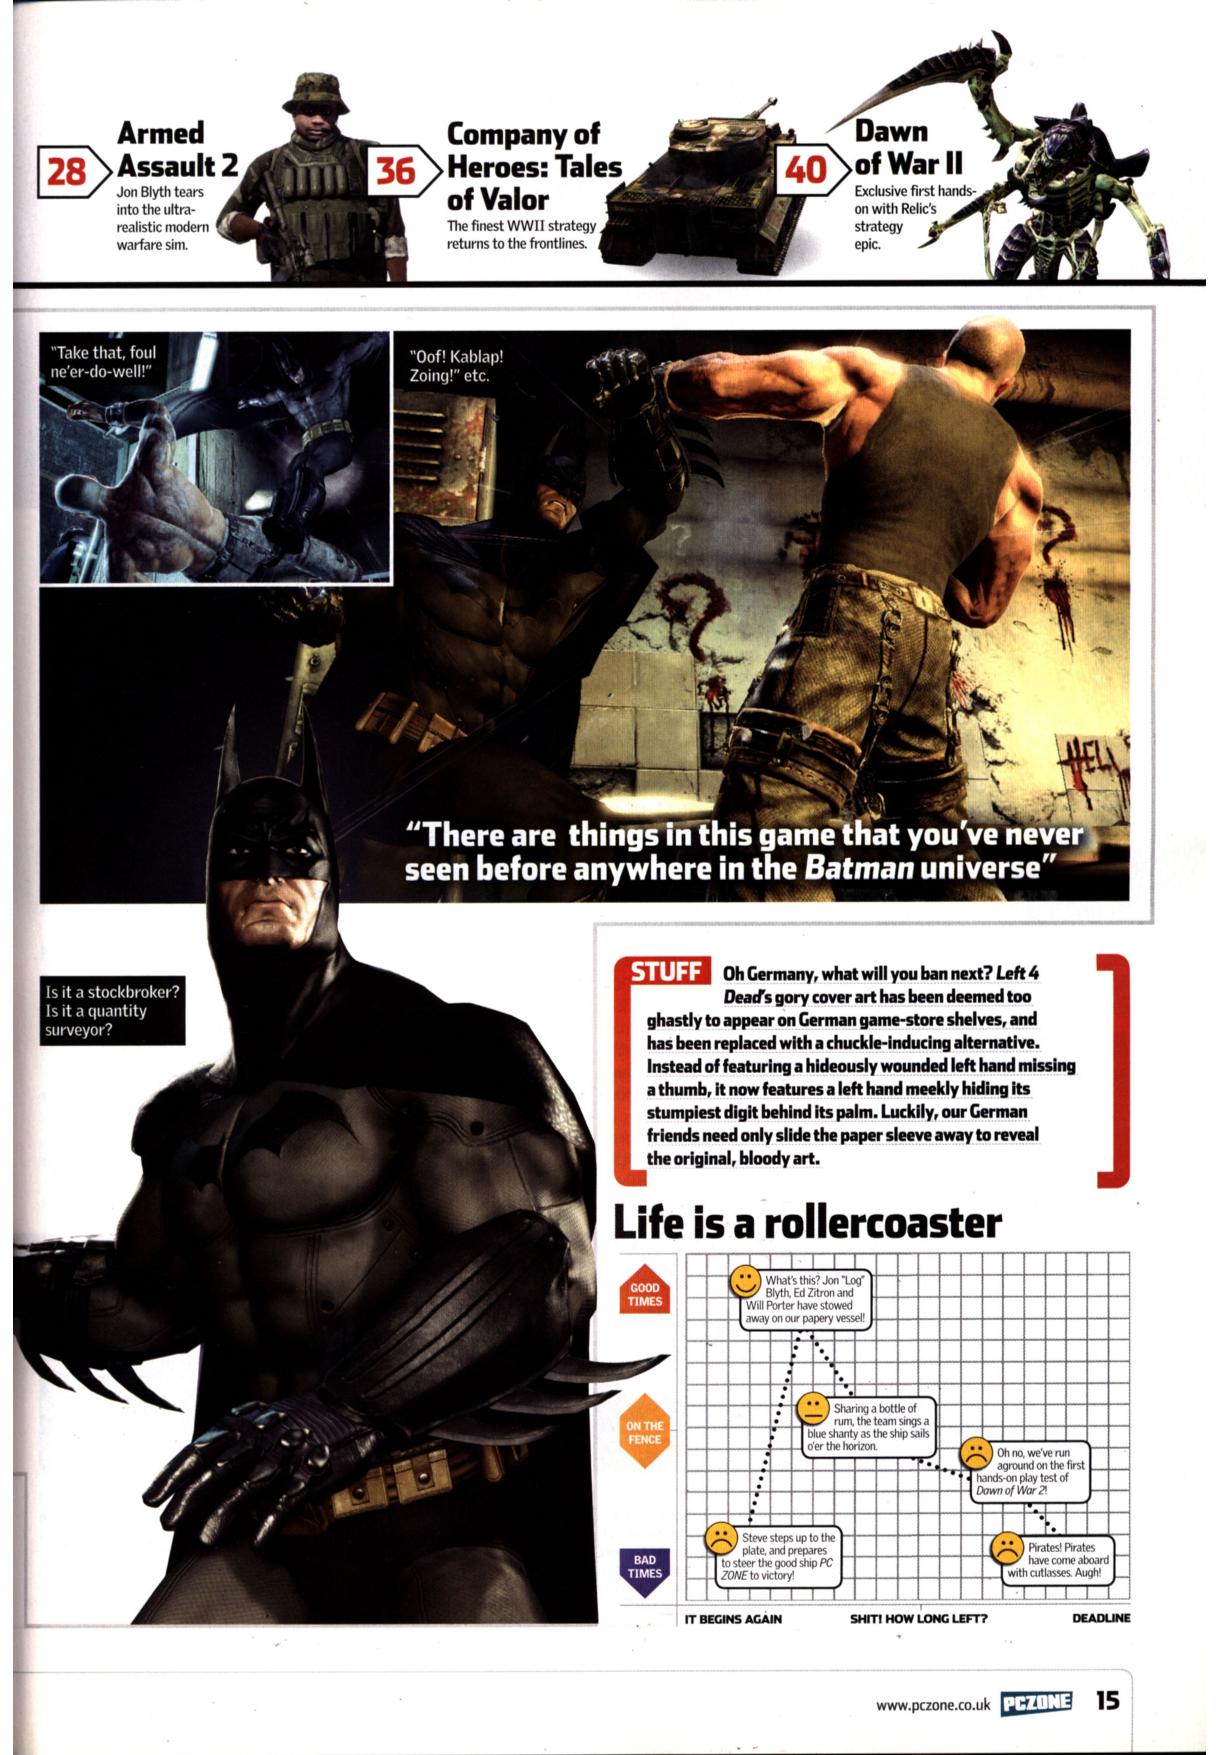 28
Armed
Assault 2
Jon Blyth tears
into the ultra-
realistic modern
warfare sim.
36
Company of
Heroes: Tales
of Valor
The finest WWII strategy
returns to the frontlines.
40
Dawn
of War II
Exclusive first hands-
on with Relic's
strategy
epic.
"Take that, foul
ne'er-do-well!"
"Oof! Kablap!
Zoing!" etc.
HELL
"There are things in this game that you've never
seen before anywhere in the Batman universe"
Is it a stockbroker?
Is it a quantity
surveyor?
STUFF Oh Germany, what will you ban next? Left 4
Dead's gory cover art has been deemed too
ghastly to appear on German game-store shelves, and
has been replaced with a chuckle-inducing alternative.
Instead of featuring a hideously wounded left hand missing
a thumb, it now features a left hand meekly hiding its
stumpiest digit behind its palm. Luckily, our German
friends need only slide the paper sleeve away to reveal
the original, bloody art.
Life is a rollercoaster
GOOD
TIMES
What's this? Jon "Log"
Blyth, Ed Zitron and
Will Porter have stowed
away on our papery vessel!
ON THE
FENCE
Sharing a bottle of
rum, the team sings a
blue shanty as the ship sails
o'er the horizon.
Oh no, we've run
aground on the first
hands-on play test of
Dawn of War 2!
BAD
TIMES
Steve steps up to the
plate, and prepares
to steer the good ship PC
ZONE to victory!
Pirates! Pirates
have come aboard
with cutlasses. Augh!
IT BEGINS AGAIN
SHIT! HOW LONG LEFT?
DEADLINE
www.pczone.co.uk PCZONE 15